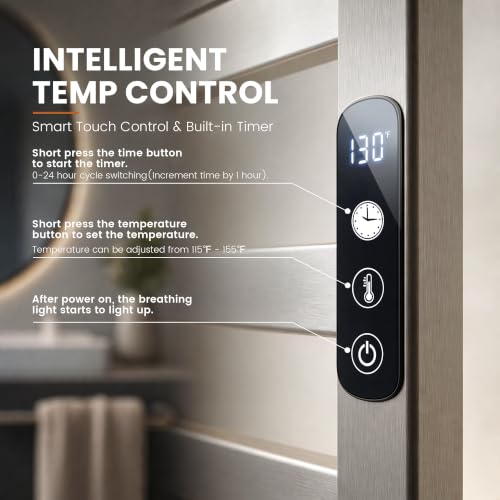 INTELLIGENT
TEMP CONTROL
Smart Touch Control & Built-in Timer
Short press the time button
to start the timer.
0-24 hour cycle switching(Increment time by 1 hour).
130°F
Short press the temperature
button to set the temperature.
Temperature can be adjusted from 115°F - 155°F
After power on, the breathing
light starts to light up.